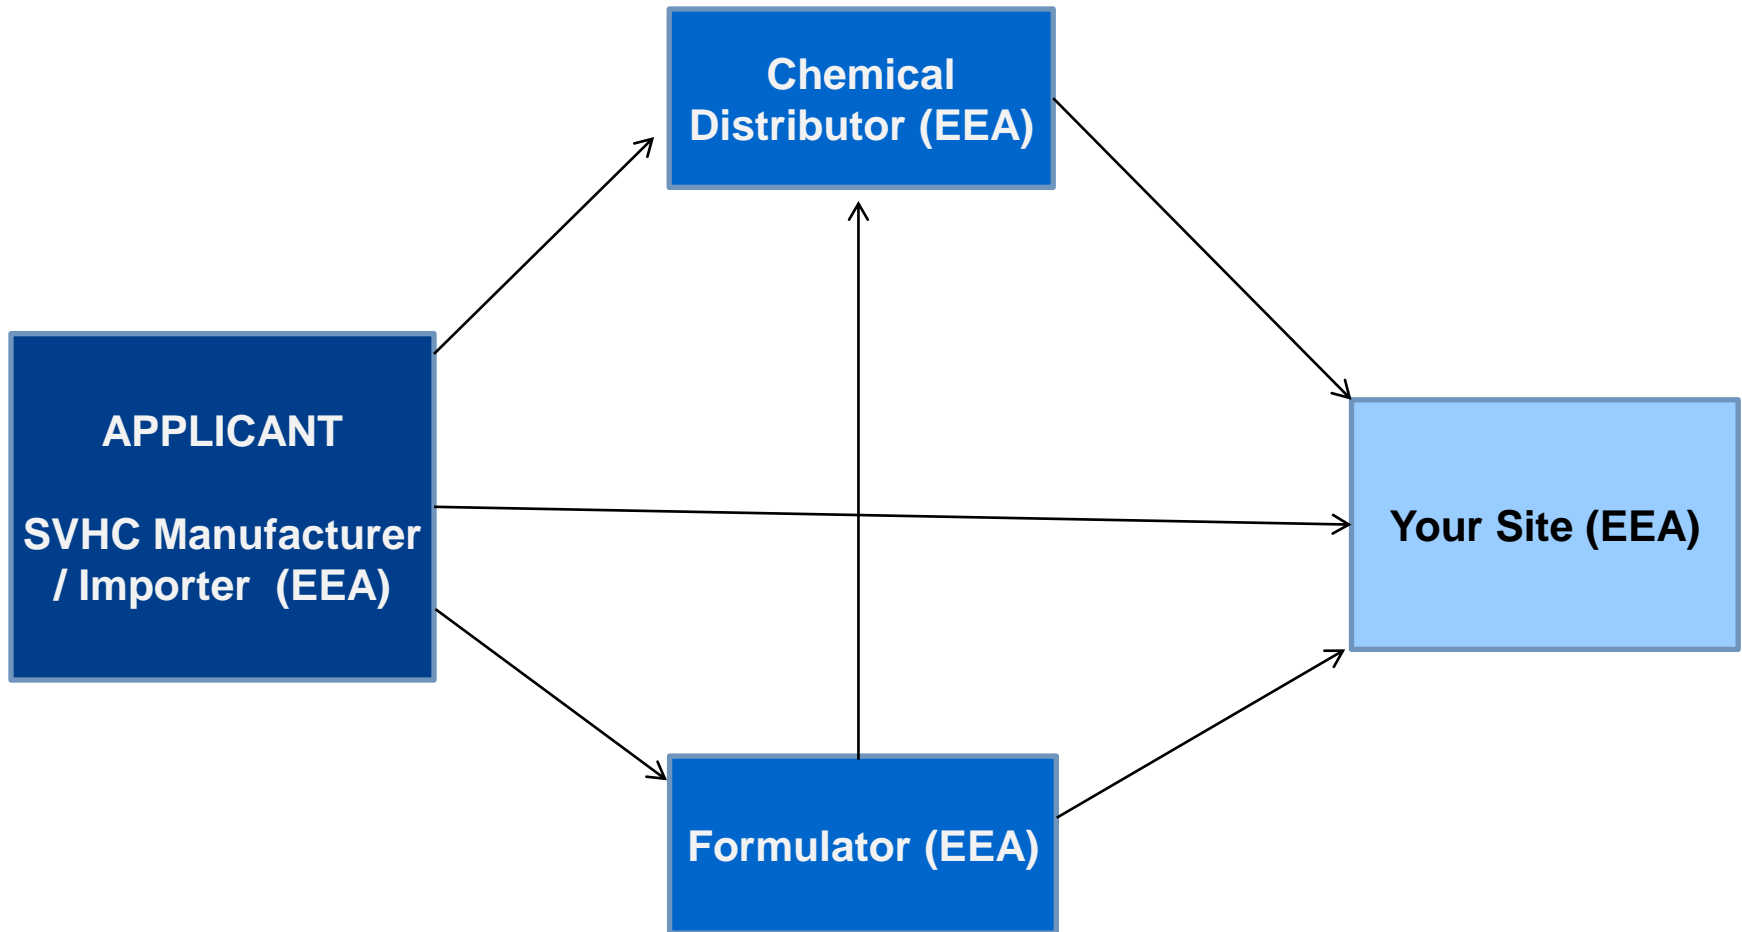 Chemical
Distributor (EEA)
APPLICANT
SVHC Manufacturer
/ Importer  (EEA)
Your Site (EEA)
Formulator (EEA)